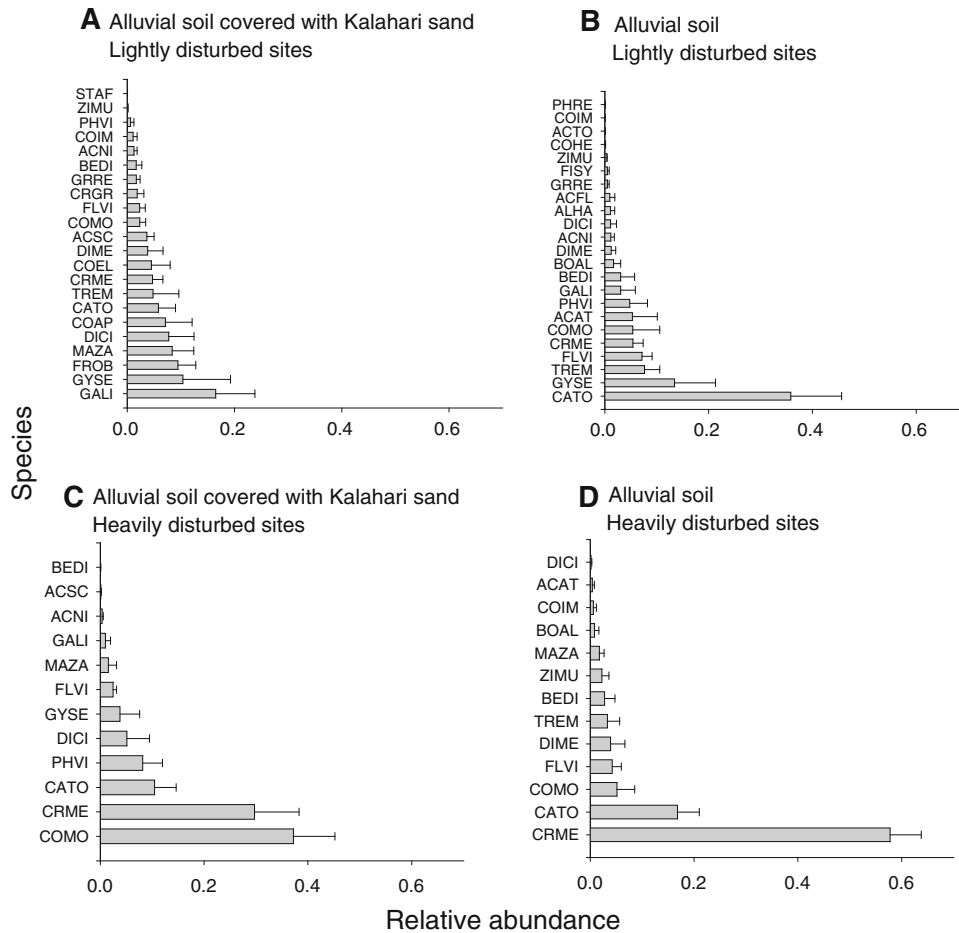 A Alluvial soil covered with Kalahari sand
Lightly disturbed sites
STAF
ZIMU
PHVI
COIM
ACNI
BEDI
GRRE
CRGR
FLVI
COMO
ACSC
DIME
COEL
CRME
TREM
CATO
COAP
DICI
MAZA
FROB
GYSE
GALI
0.0 0.2 0.4 0.6
B Alluvial soil
Lightly disturbed sites
PHRE
COIM
ACTO
COHE
ZIMU
FISY
GRRE
ACFL
ALHA
DICI
ACNI
DIME
BOAL
BEDI
GALI
PHVI
ACAT
COMO
CRME
FLVI
TREM
GYSE
CATO
0.0 0.2 0.4 0.6
Species
C Alluvial soil covered with Kalahari sand
Heavily disturbed sites
BEDI
ACSC
ACNI
GALI
MAZA
FLVI
GYSE
DICI
PHVI
CATO
CRME
COMO
0.0 0.2 0.4 0.6
D Alluvial soil
Heavily disturbed sites
DICI
ACAT
COIM
BOAL
MAZA
ZIMU
BEDI
TREM
DIME
FLVI
COMO
CATO
CRME
0.0 0.2 0.4 0.6
Relative abundance